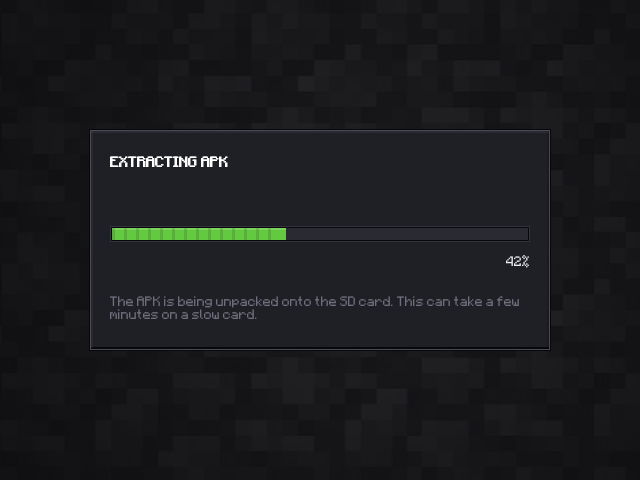 EXTRACTING APK
42%
The APK is being unpacked onto the SD card. This can take a few
minutes on a slow card.